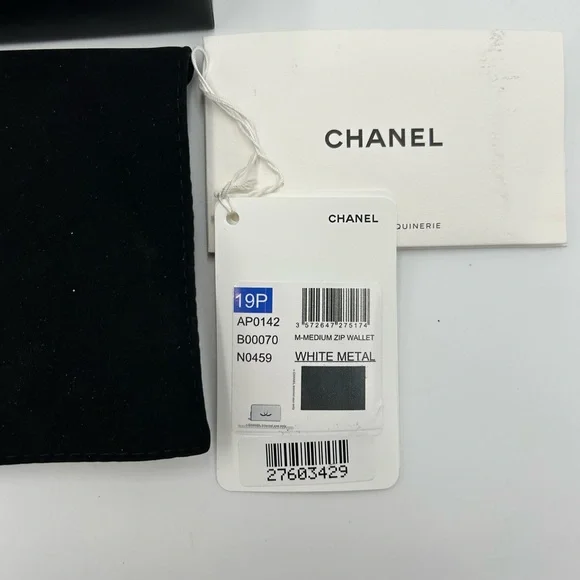 CHANEL
QUINERIE
CHANEL
19P
AP0142
B00070
N0459
3 572647 275174
M-MEDIUM ZIP WALLET
WHITE METAL
27603429